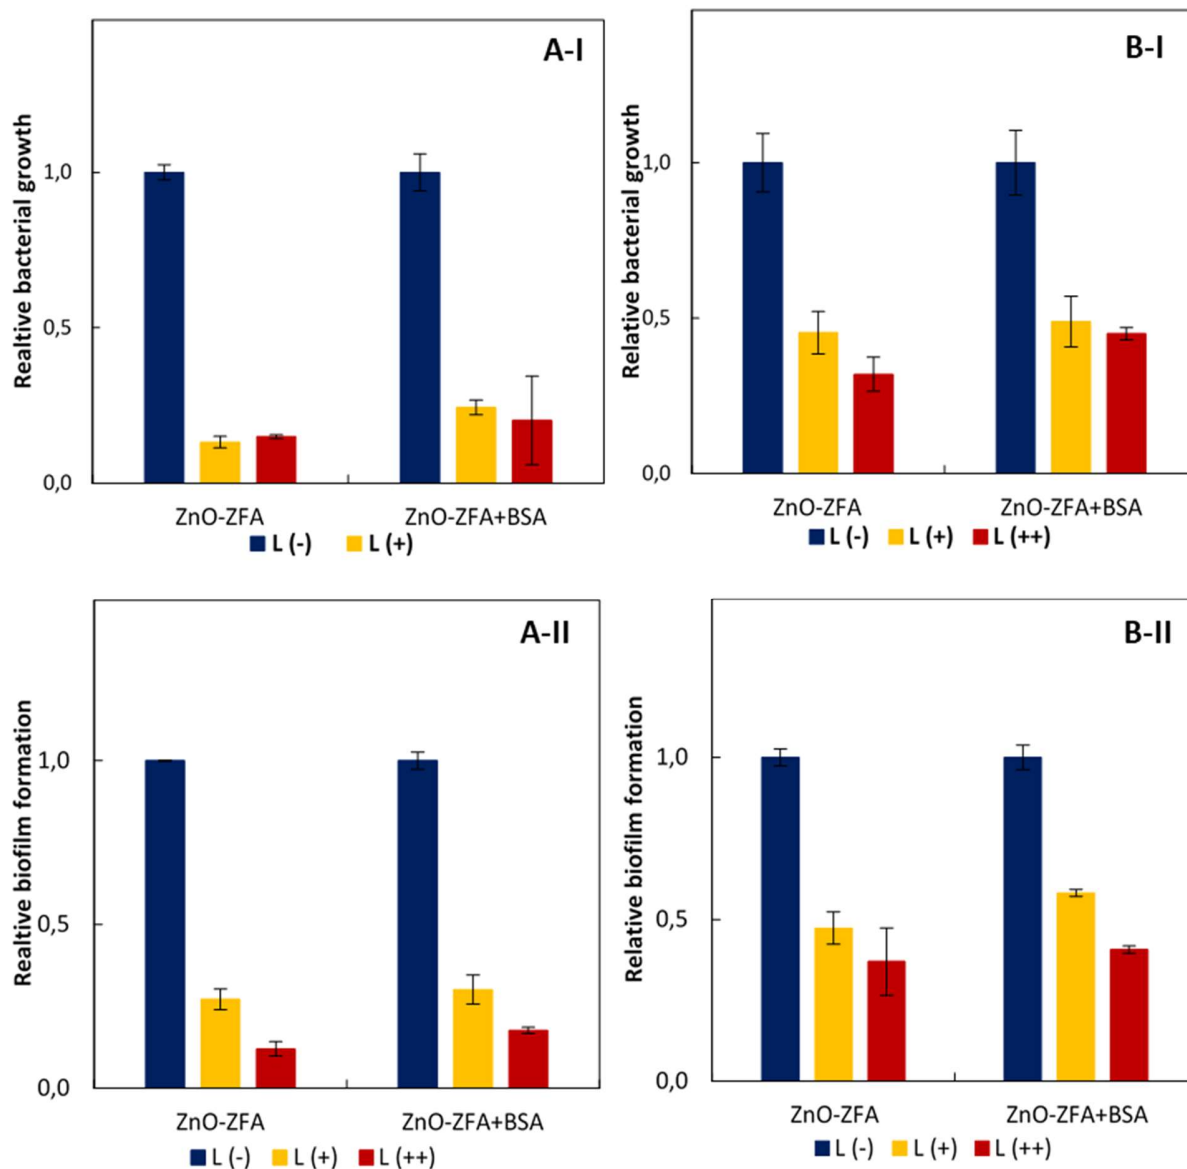 A-I
Realtive bacterial growth
1,0
0,5
0,0
ZnO-ZFA ZnO-ZFA+BSA
L (-) L (+)
B-I
Relative bacterial growth
1,0
0,5
0,0
ZnO-ZFA ZnO-ZFA+BSA
L (-) L (+) L (++)
A-II
Realtive biofilm formation
1,0
0,5
0,0
ZnO-ZFA ZnO-ZFA+BSA
L (-) L (+) L (++)
B-II
Relative biofilm formation
1,0
0,5
0,0
ZnO-ZFA ZnO-ZFA+BSA
L (-) L (+) L (++)